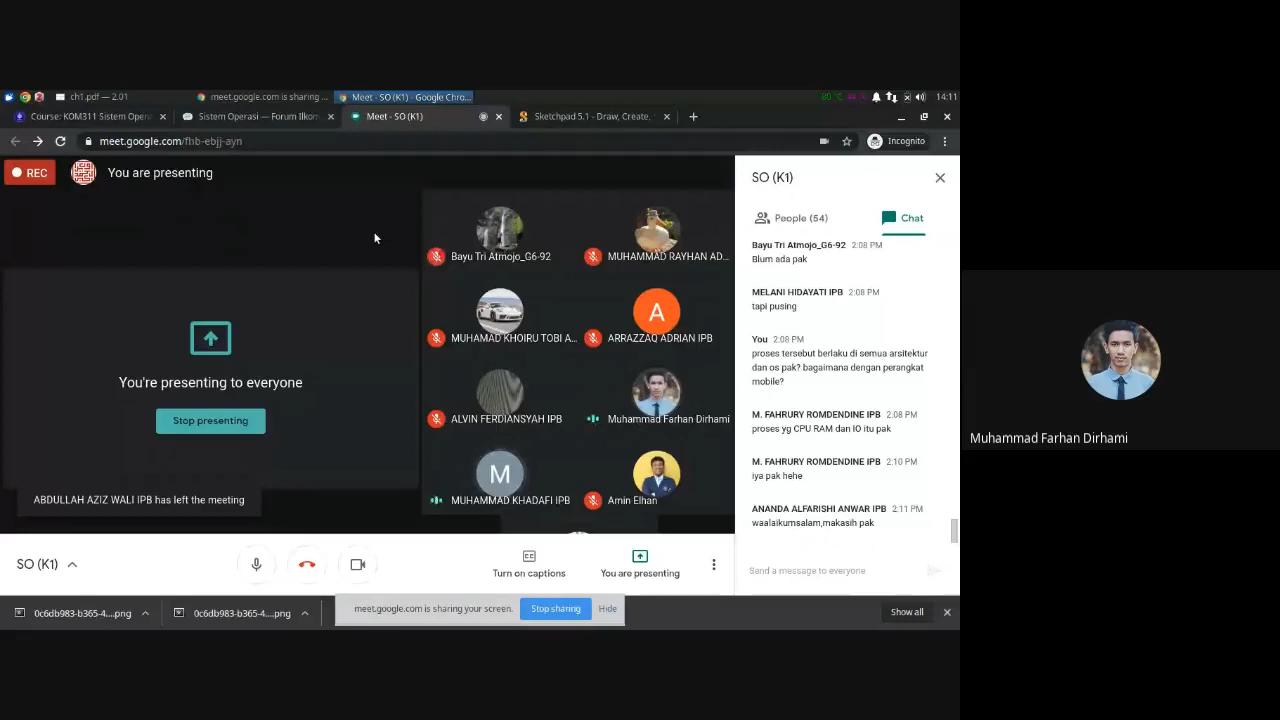 ch1.pdf — 2.01
meet.google.com is sharing ...
Meet - SO (K1) - Google Chro...
14:11
Course: KOM311 Sistem Oper
Sistem Operasi — Forum Ilkom
Meet - SO (K1)
Sketchpad 5.1 - Draw, Create,
meet.google.com/fhb-ebjj-ayn
Incognito
REC
You are presenting
SO (K1)
People (54)
Chat
Bayu Tri Atmojo_G6-92
MUHAMMAD RAYHAN AD...
MUHAMAD KHOIRU TOBI A...
ARRAZZAQ ADRIAN IPB
ALVIN FERDIANSYAH IPB
Muhammad Farhan Dirhami
M
A
MUHAMMAD KHADAFI IPB
Amin Elhan
You're presenting to everyone
Stop presenting
ABDULLAH AZIZ WALI IPB has left the meeting
Bayu Tri Atmojo_G6-92 2:08 PM
Blum ada pak
MELANI HIDAYATI IPB 2:08 PM
tapi pusing
You 2:08 PM
proses tersebut berlaku di semua arsitektur
dan os pak? bagaimana dengan perangkat
mobile?
M. FAHRURY ROMDENDINE IPB 2:08 PM
proses yg CPU RAM dan IO itu pak
M. FAHRURY ROMDENDINE IPB 2:10 PM
iya pak hehe
ANANDA ALFARISHI ANWAR IPB 2:11 PM
waalaikumsalam,makasih pak
Send a message to everyone
SO (K1)
Turn on captions
You are presenting
0c6db983-b365-4....png
0c6db983-b365-4....png
meet.google.com is sharing your screen.
Stop sharing
Hide
Show all
Muhammad Farhan Dirhami